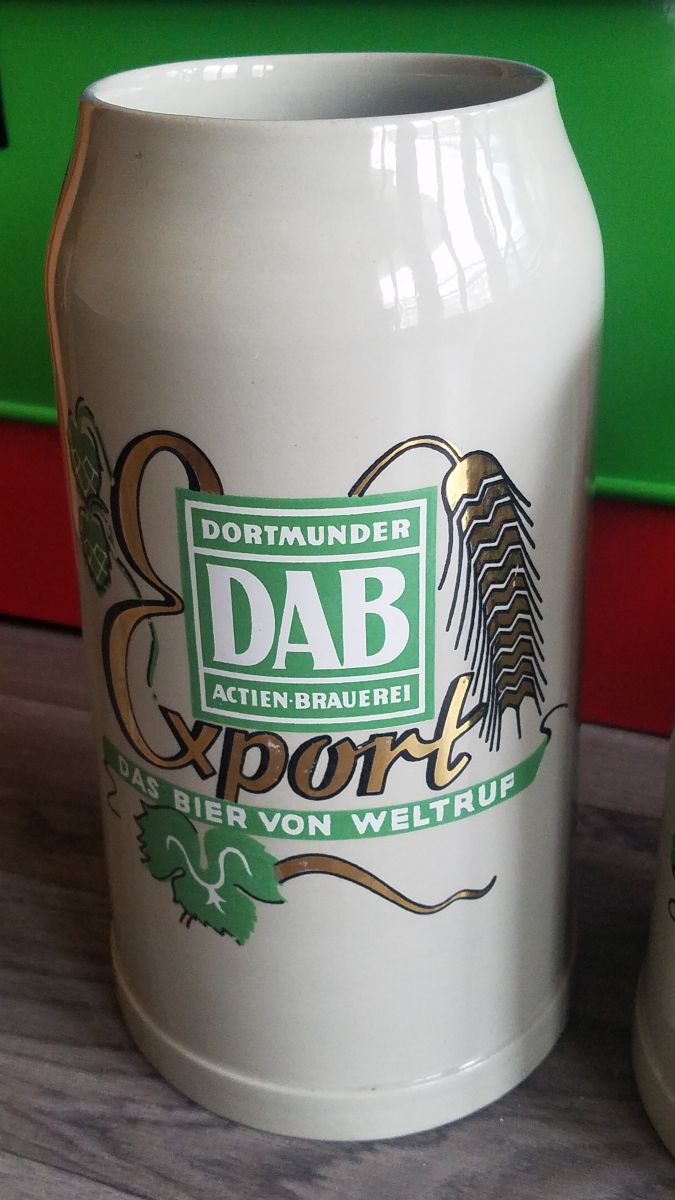 DORTMUNDER
DAB
ACTIEN-BRAUEREI
Export
DAS BIER VON WELTRUF